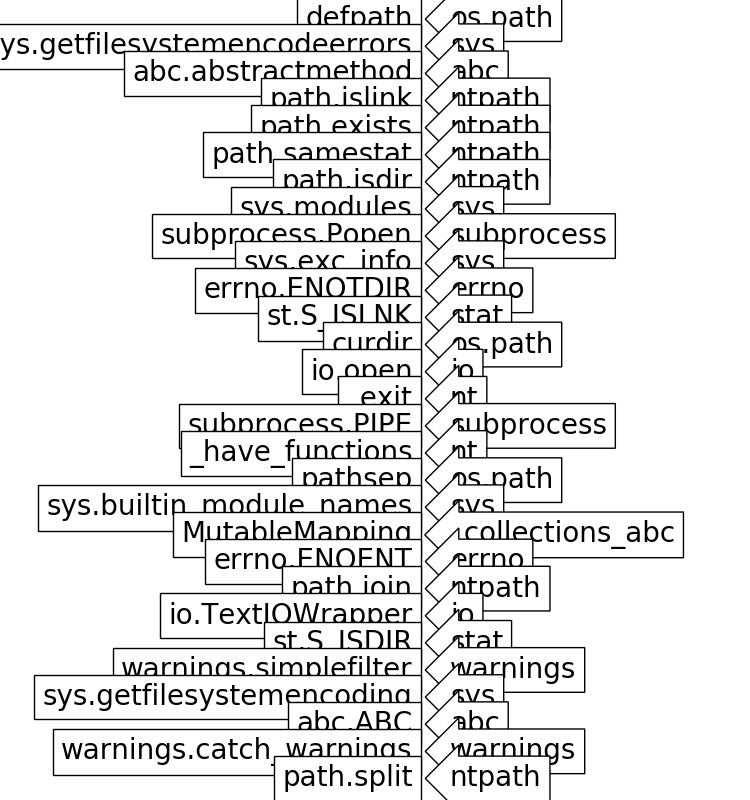 defpath os.path
sys.getfilesystemencodeerrors sys
abc.abstractmethod abc
path.islink ntpath
path.exists ntpath
path.samestat ntpath
path.isdir ntpath
sys.modules sys
subprocess.Popen subprocess
sys.exc_info sys
errno.ENOTDIR errno
st.S_ISLNK stat
curdir os.path
io.open io
exit nt
subprocess.PIPE subprocess
_have_functions nt
pathsep os.path
sys.builtin_module_names sys
MutableMapping _collections_abc
errno.ENOENT errno
path.join ntpath
io.TextIOWrapper io
st.S_ISDIR stat
warnings.simplefilter warnings
sys.getfilesystemencoding sys
abc.ABC abc
warnings.catch_warnings warnings
path.split ntpath